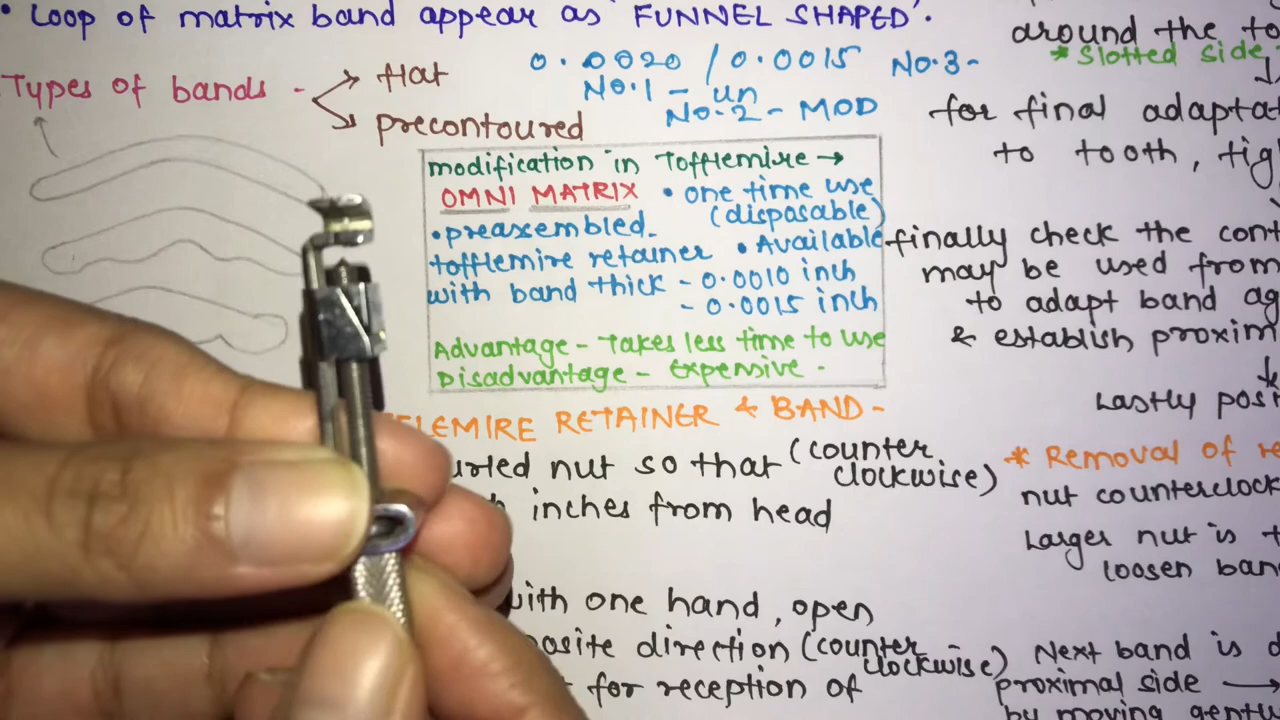 • Loop of matrix band appear as 'FUNNEL SHAPED'.
Types of bands - flat
precontoured
0.0020 / 0.0015 No.3-
No.1 - un
No.2 - MOD
modification in Tofflemire →
OMNI MATRIX • one time use
(disposable)
•preassembled.
tofflemire retainer • Available
with band thick - 0.0010 inch
- 0.0015 inch
Advantage - Takes less time to use
Disadvantage - Expensive.
LEMIRE RETAINER & BAND-
nut so that (counter
clockwise)
inches from head
with one hand, open
direction (counter
clockwise)
for reception of
around the to
* Slotted side
for final adapta
to tooth, tig
finally check the cont
may be used from
to adapt band ag
& establish proxim
Lastly posi
* Removal of re
nut counterclock
Larger nut is t
loosen ban
Next band is d
proximal side →
by moving gentl